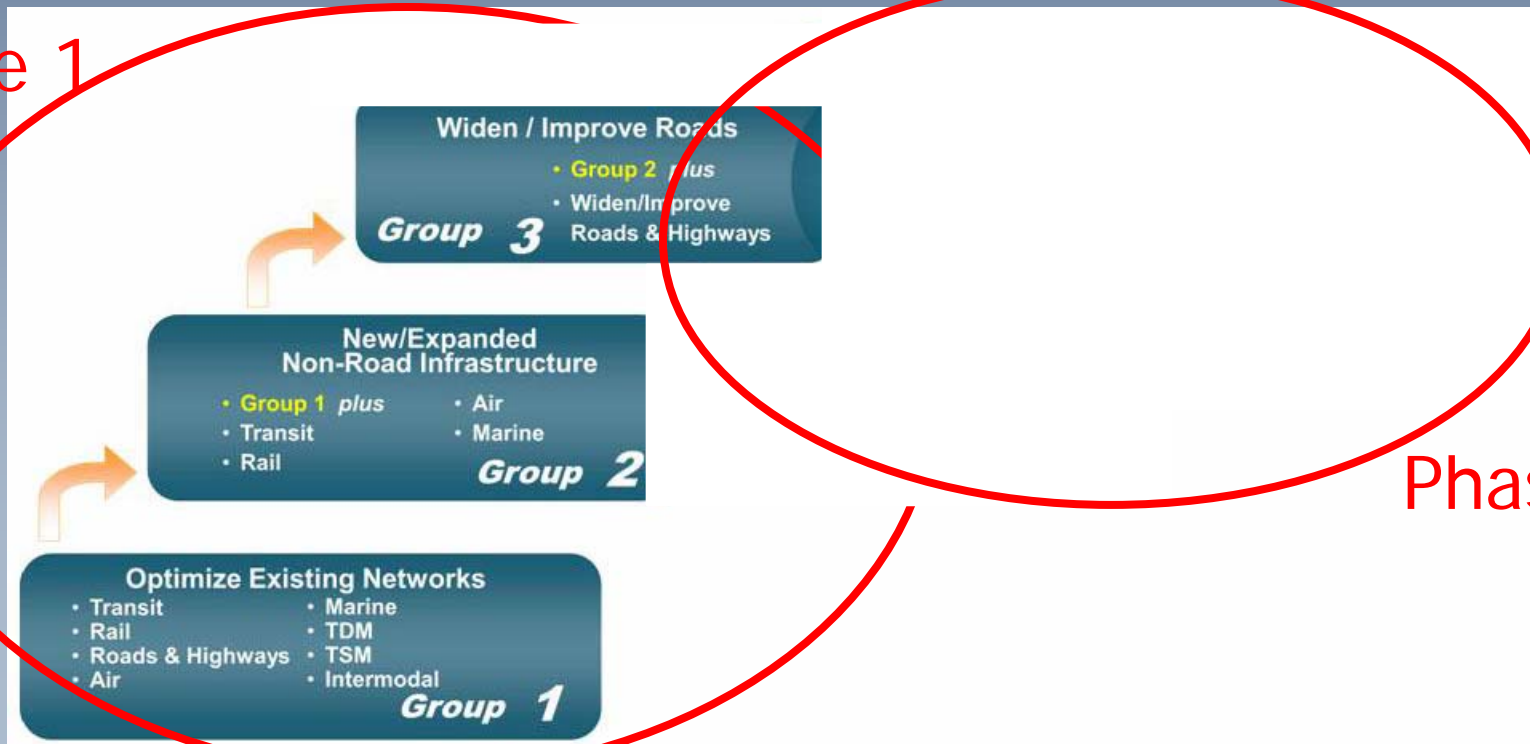 e 1
Widen / Improve Roads
• Group 2 plus
• Widen/Improve
Roads & Highways
Group 3
New/Expanded
Non-Road Infrastructure
• Group 1 plus
• Transit
• Rail
• Air
• Marine
Group 2
Phas
Optimize Existing Networks
• Transit
• Rail
• Roads & Highways
• Air
• Marine
• TDM
• TSM
• Intermodal
Group 1